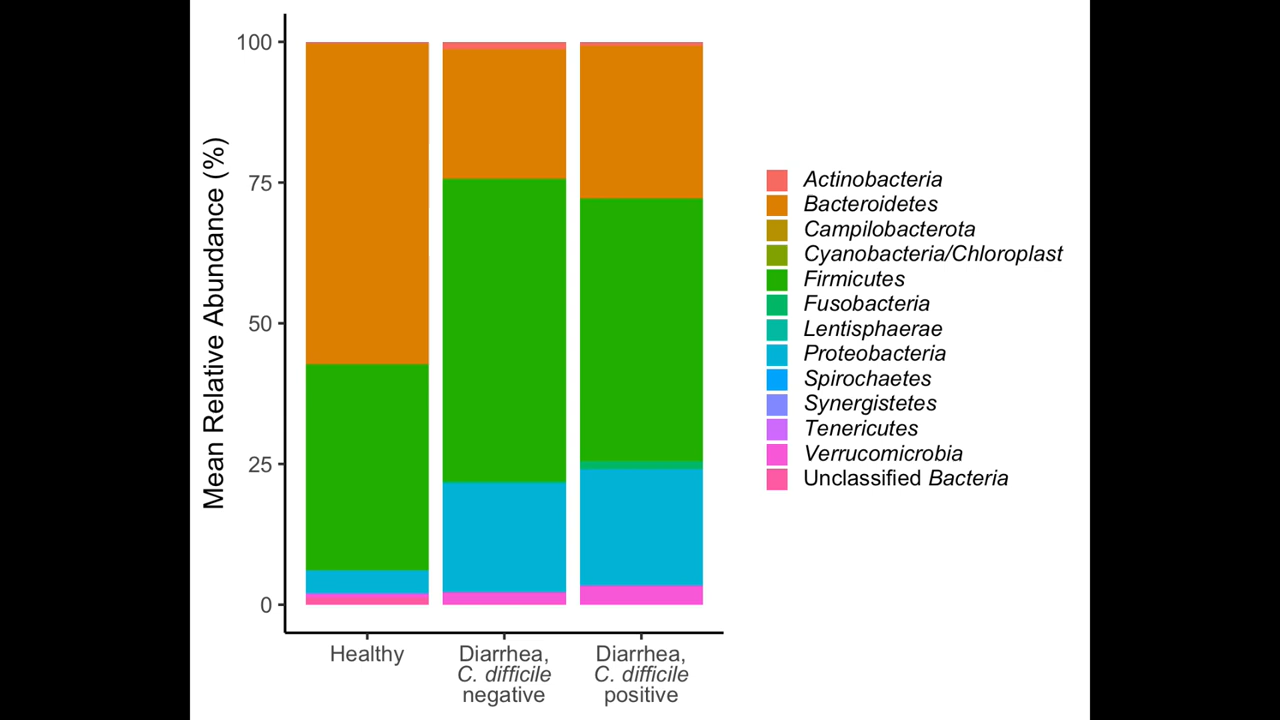 Mean Relative Abundance (%)
100
75
50
25
0
Healthy
Diarrhea,
C. difficile
negative
Diarrhea,
C. difficile
positive
Actinobacteria
Bacteroidetes
Campilobacterota
Cyanobacteria/Chloroplast
Firmicutes
Fusobacteria
Lentisphaerae
Proteobacteria
Spirochaetes
Synergistetes
Tenericutes
Verrucomicrobia
Unclassified Bacteria